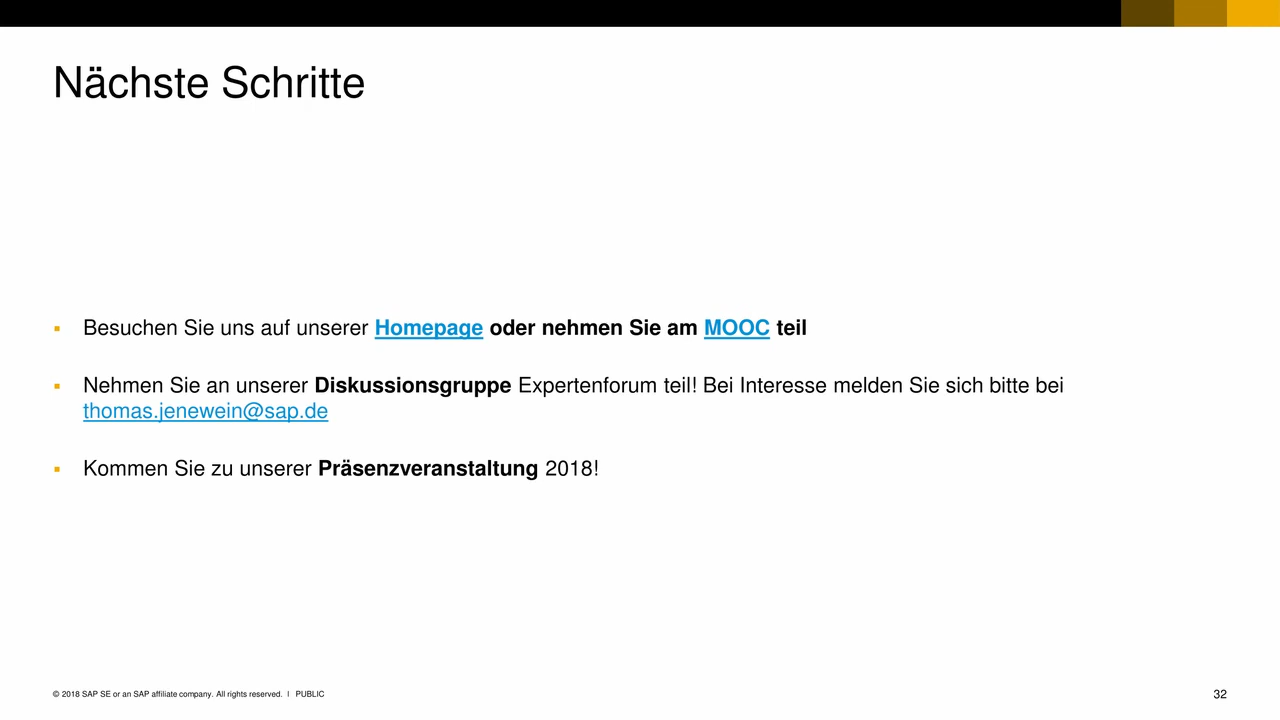 Nächste Schritte
▪ Besuchen Sie uns auf unserer Homepage oder nehmen Sie am MOOC teil
▪ Nehmen Sie an unserer Diskussionsgruppe Expertenforum teil! Bei Interesse melden Sie sich bitte bei
thomas.jenewein@sap.de
▪ Kommen Sie zu unserer Präsenzveranstaltung 2018!
© 2018 SAP SE or an SAP affiliate company. All rights reserved. ǀ PUBLIC
32